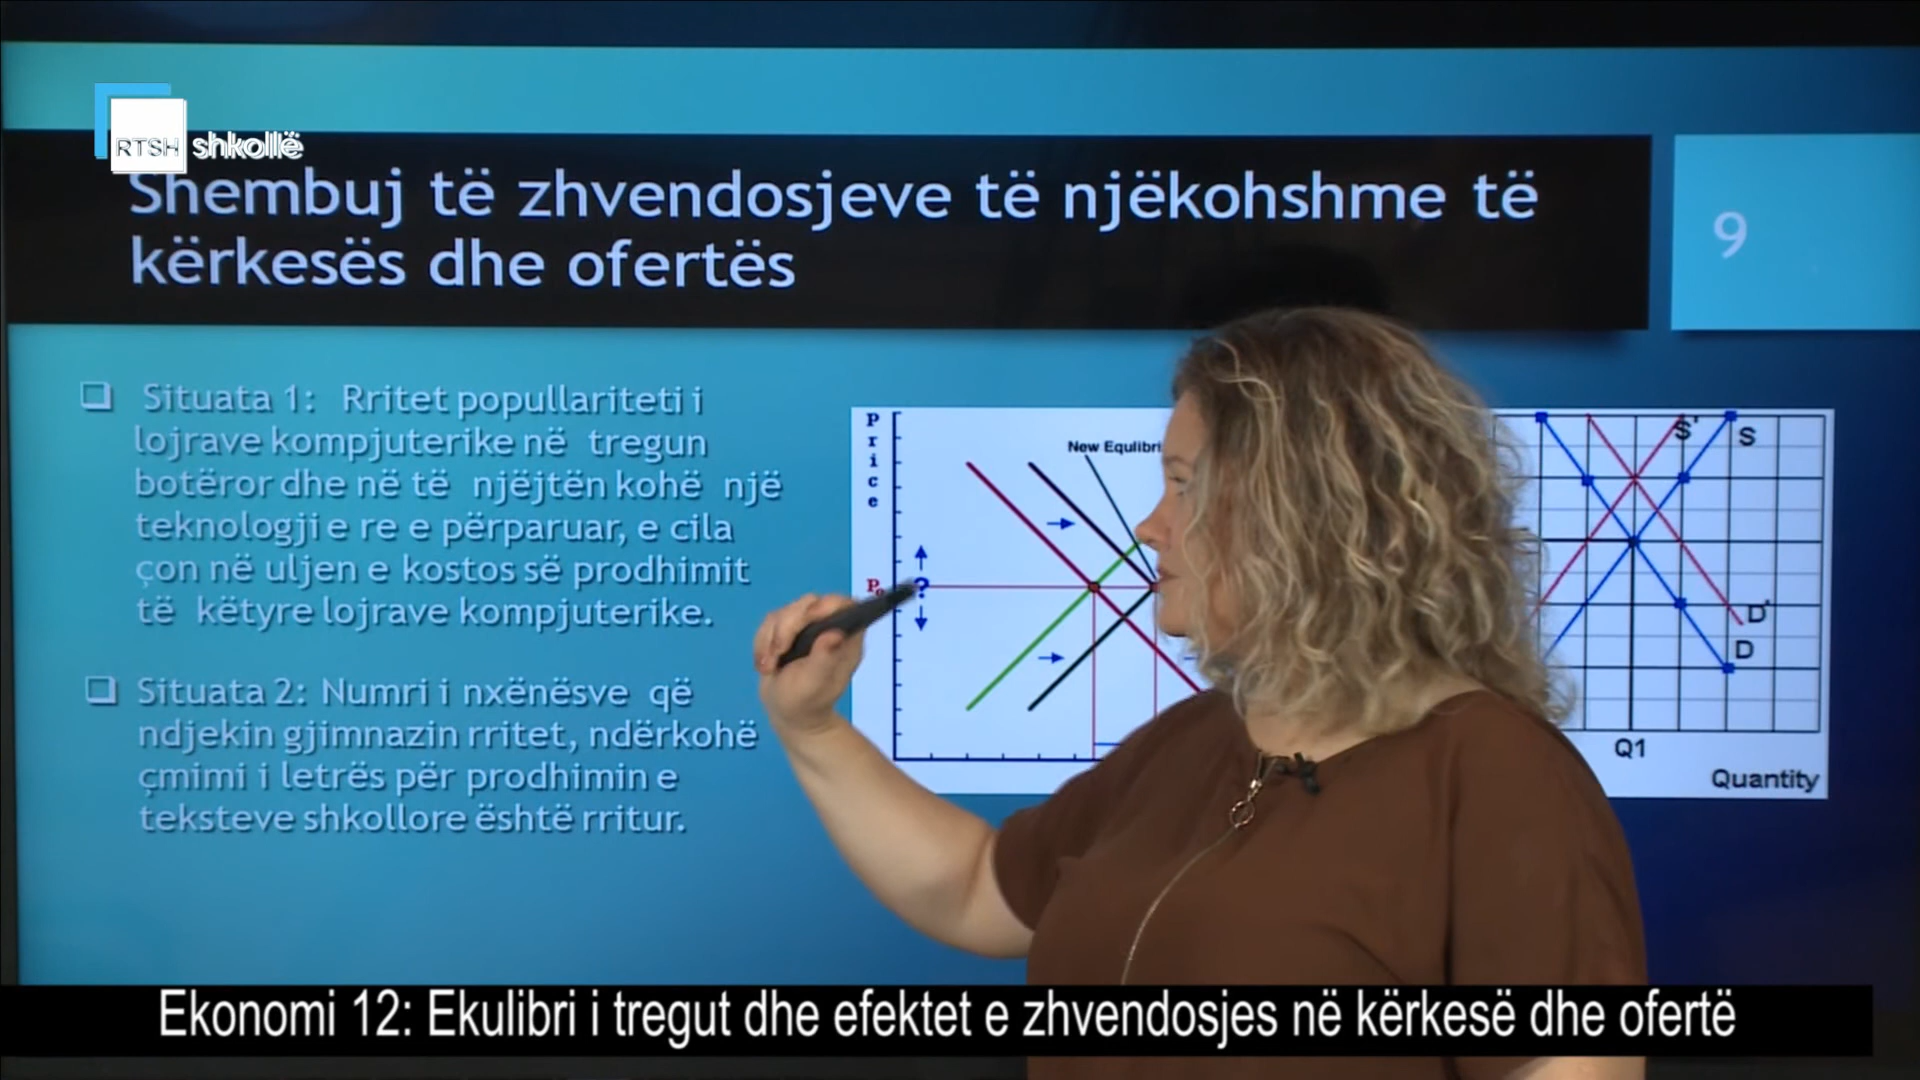 RTSH shkollë
Shembuj të zhvendosjeve të njëkohshme të
kërkesës dhe ofertës
9
Situata 1: Rritet popullariteti i
lojrave kompjuterike në tregun
botëror dhe në të njëjtën kohë një
teknologji e re e përparuar, e cila
çon në uljen e kostos së prodhimit
të këtyre lojrave kompjuterike.
Situata 2: Numri i nxënësve që
ndjekin gjimnazin rritet, ndërkohë
çmimi i letrës për prodhimin e
teksteve shkollore është rritur.
Price
New
P₀
?
S'
S
D'
D
Q1
Quantity
Ekonomi 12: Ekulibri i tregut dhe efektet e zhvendosjes në kërkesë dhe ofertë